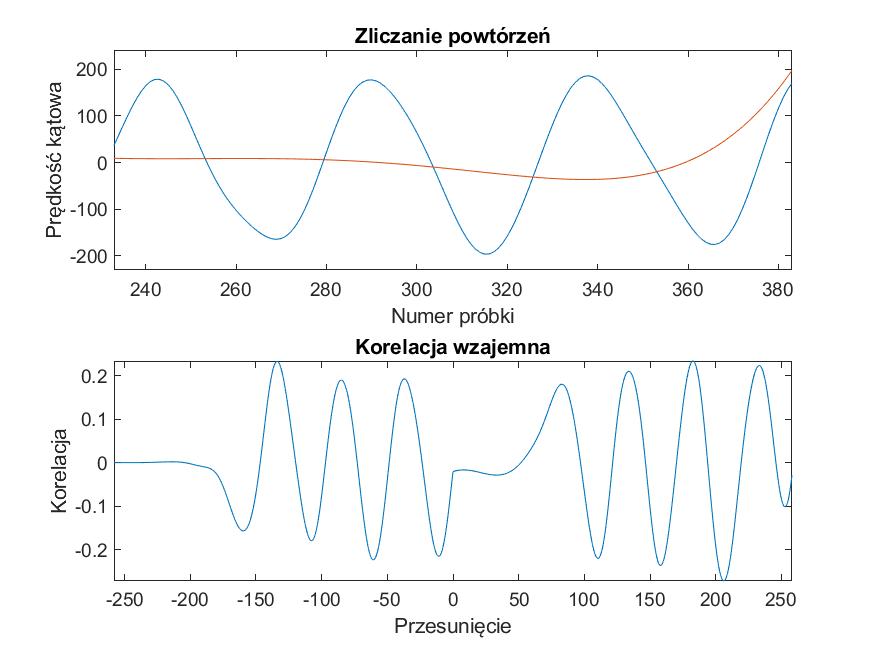 Zliczanie powtórzeń
Prędkość kątowa
200
100
0
-100
-200
240 260 280 300 320 340 360 380
Numer próbki
Korelacja wzajemna
Korelacja
0.2
0.1
0
-0.1
-0.2
-250 -200 -150 -100 -50 0 50 100 150 200 250
Przesunięcie